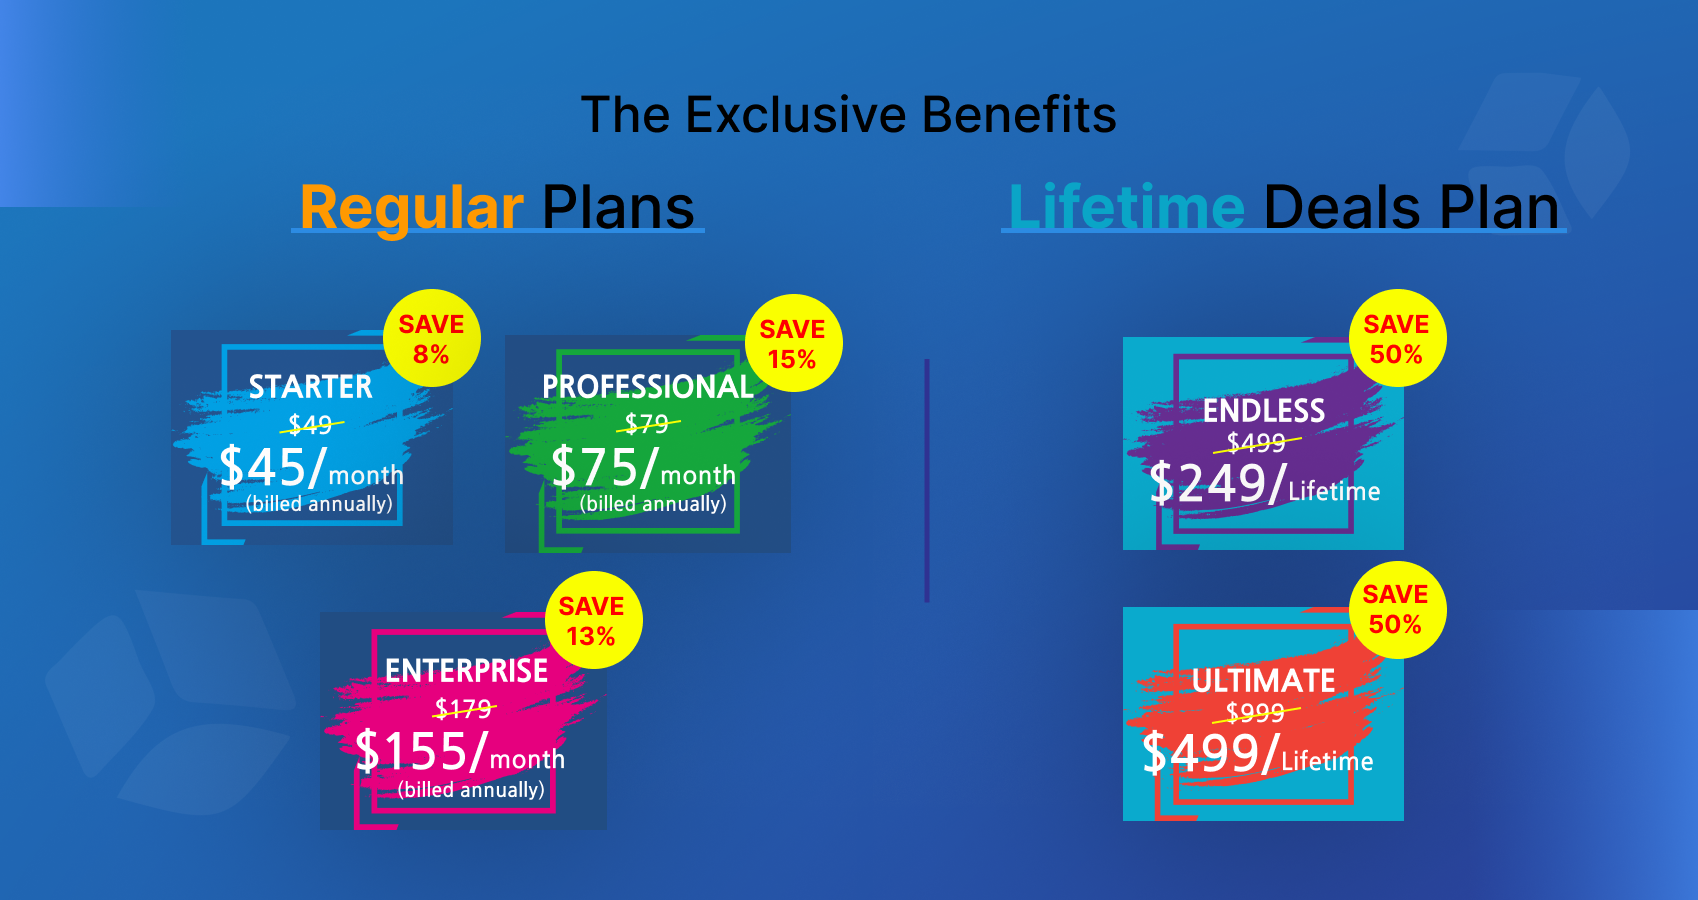 The Exclusive Benefits
Regular Plans
SAVE
8%
STARTER
$49
$45/month
(billed annually)
SAVE
15%
PROFESSIONAL
$79
$75/month
(billed annually)
SAVE
13%
ENTERPRISE
$179
$155/month
(billed annually)
Lifetime Deals Plan
SAVE
50%
ENDLESS
$499
$249/Lifetime
SAVE
50%
ULTIMATE
$999
$499/Lifetime